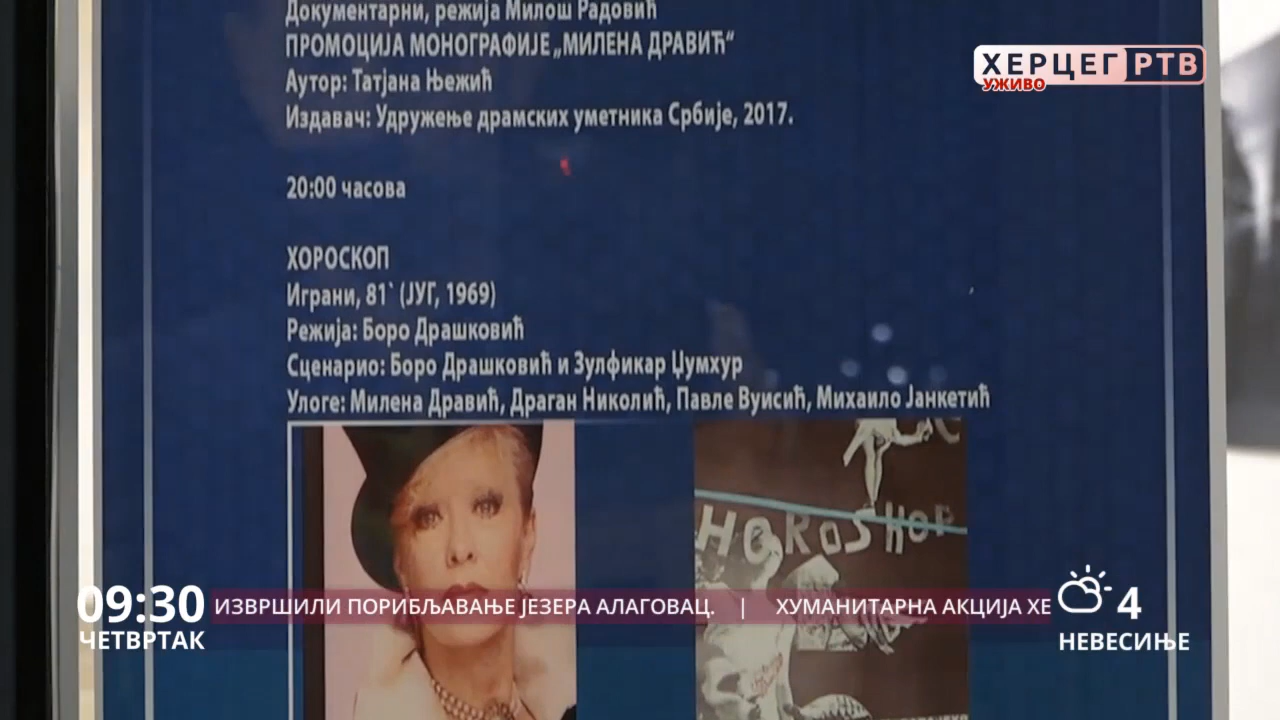 Документарни, режија Милош Радовић
ПРОМОЦИЈА МОНОГРАФИЈЕ „МИЛЕНА ДРАВИЋ“
Аутор: Татјана Њежић
Издавач: Удружење драмских уметника Србије, 2017.
ХЕРЦЕГ РТВ
УЖИВО
20:00 часова
ХОРОСКОП
Играни, 81` (ЈУГ, 1969)
Режија: Боро Драшковић
Сценарио: Боро Драшковић и Зулфикар Џумхур
Улоге: Милена Дравић, Драган Николић, Павле Вуисић, Михаило Јанкетић
HOROSKOP
09:30
ЧЕТВРТАК
ИЗВРШИЛИ ПОРИБЉАВАЊЕ ЈЕЗЕРА АЛАГОВАЦ. | ХУМАНИТАРНА АКЦИЈА ХЕ
4
НЕВЕСИЊЕ